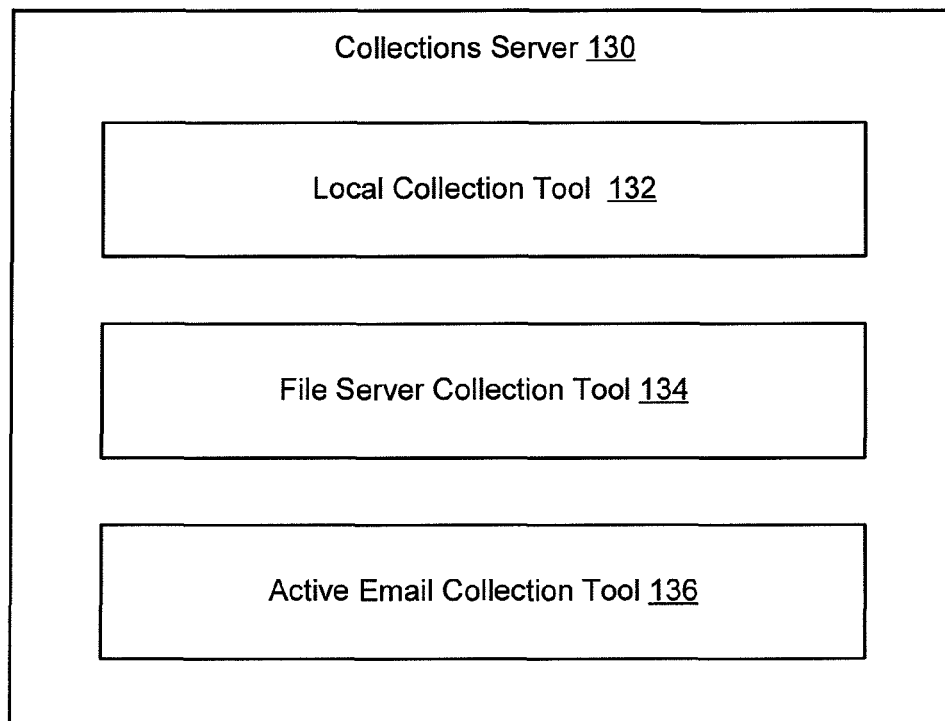 Collections Server 130
Local Collection Tool 132
File Server Collection Tool 134
Active Email Collection Tool 136